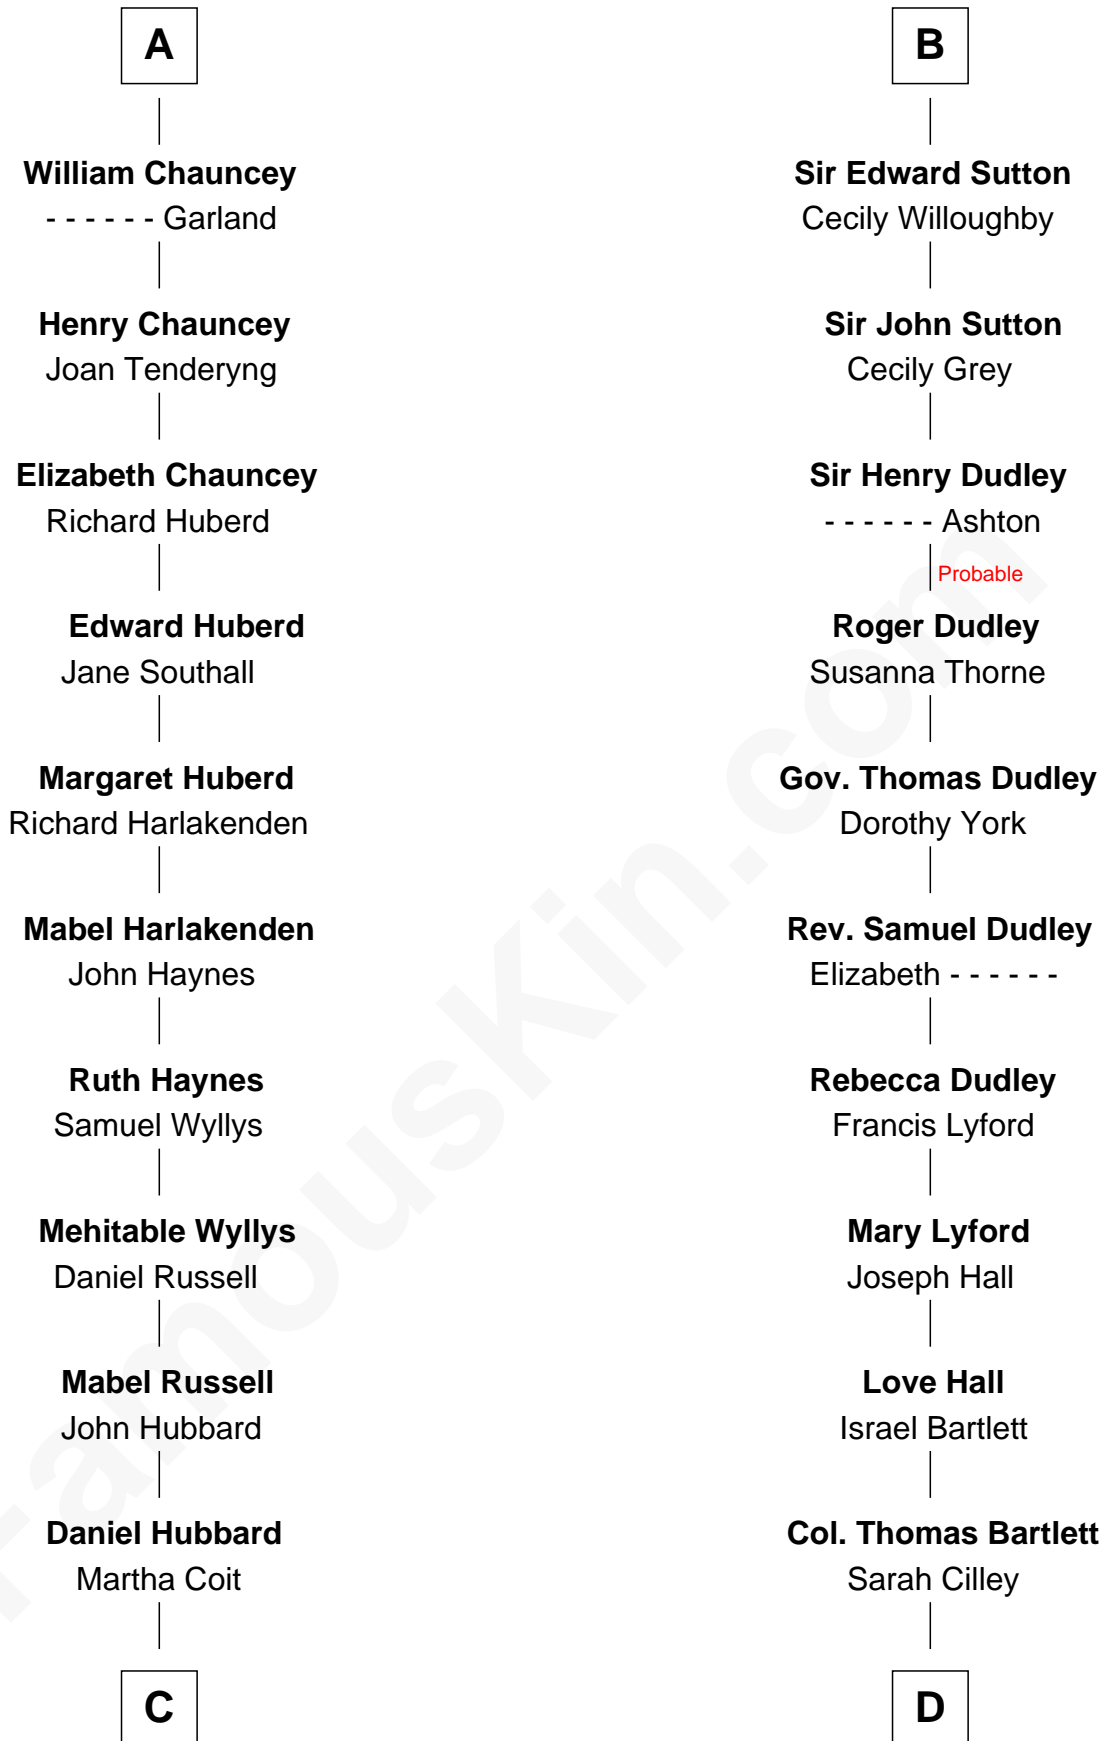 A
William Chauncey
- - - - - - Garland
Henry Chauncey
Joan Tenderyng
Elizabeth Chauncey
Richard Huberd
Edward Huberd
Jane Southall
Margaret Huberd
Richard Harlakenden
Mabel Harlakenden
John Haynes
Ruth Haynes
Samuel Wyllys
Mehitable Wyllys
Daniel Russell
Mabel Russell
John Hubbard
Daniel Hubbard
Martha Coit
C
B
Sir Edward Sutton
Cecily Willoughby
Sir John Sutton
Cecily Grey
Sir Henry Dudley
- - - - - - Ashton
Probable
Roger Dudley
Susanna Thorne
Gov. Thomas Dudley
Dorothy York
Rev. Samuel Dudley
Elizabeth - - - - - -
Rebecca Dudley
Francis Lyford
Mary Lyford
Joseph Hall
Love Hall
Israel Bartlett
Col. Thomas Bartlett
Sarah Cilley
D
FamousKin.com